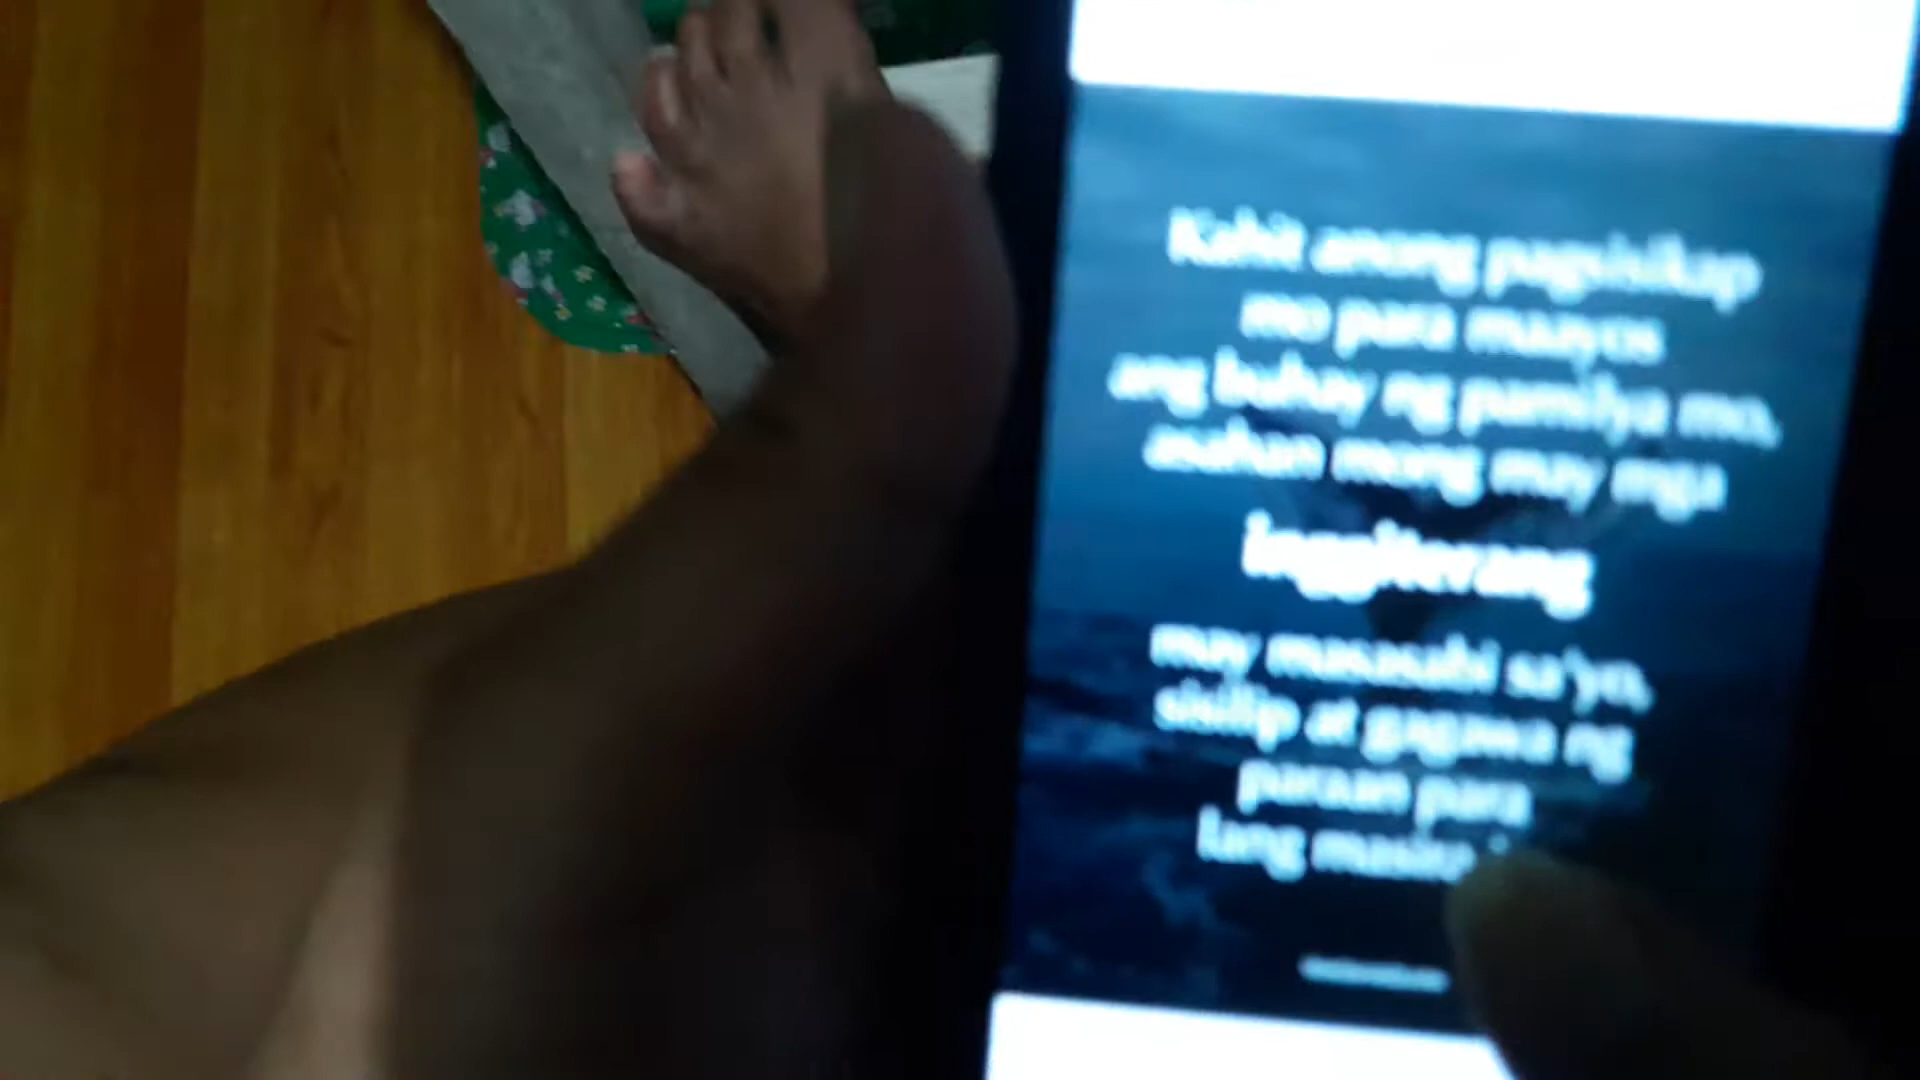 Kahit anong pagsisikap
mo para maayos
ang buhay ng pamilya mo,
asahan mong may mga
leggiterang
may masasabi sa'yo,
sisilip at gagawa ng
paraan para
lang masira